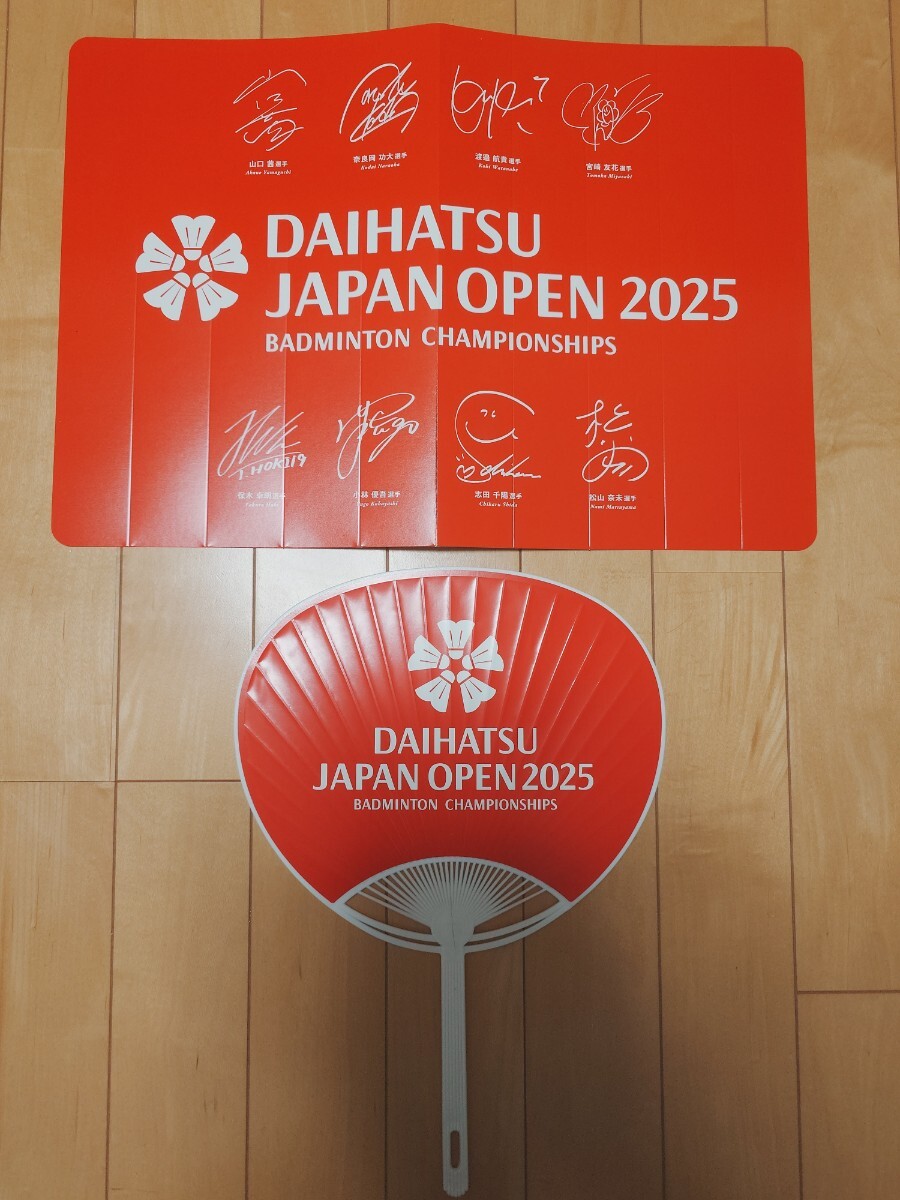 山口 茜 選手
Akane Yamaguchi
奈良岡 功大 選手
Kodai Naraoka
渡邉 航貴 選手
Koki Watanabe
宮崎 友花 選手
Tomoka Miyazaki
DAIHATSU
JAPAN OPEN 2025
BADMINTON CHAMPIONSHIPS
T.HOKI19
小林 優吾 選手
Yugo Kobayashi
志田 千陽 選手
Chiharu Shida
松山 奈未 選手
Nami Matsuyama
DAIHATSU
JAPAN OPEN 2025
BADMINTON CHAMPIONSHIPS